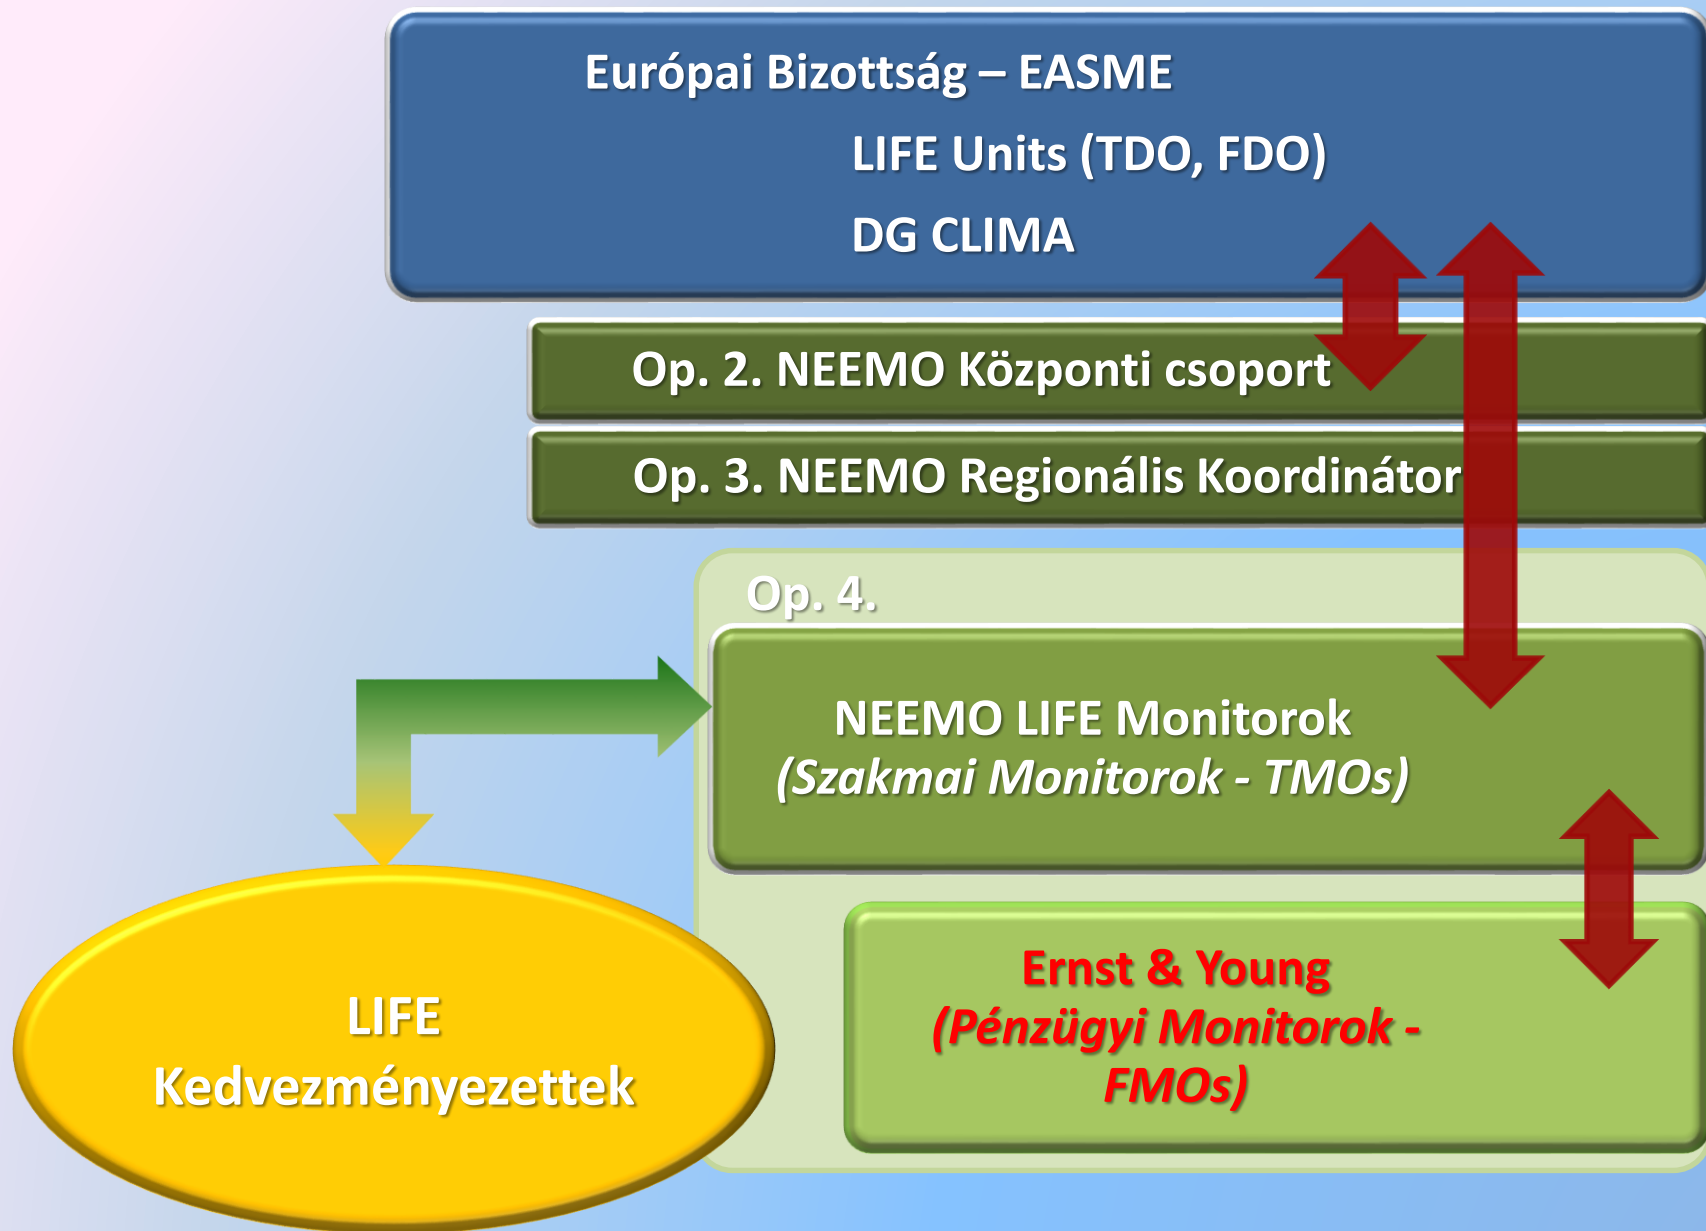 Európai Bizottság – EASME
LIFE Units (TDO, FDO)
DG CLIMA
Op. 2. NEEMO Központi csoport
Op. 3. NEEMO Regionális Koordinátor
Op. 4.
NEEMO LIFE Monitorok
(Szakmai Monitorok - TMOs)
Ernst & Young
(Pénzügyi Monitorok -
FMOs)
LIFE
Kedvezményezettek